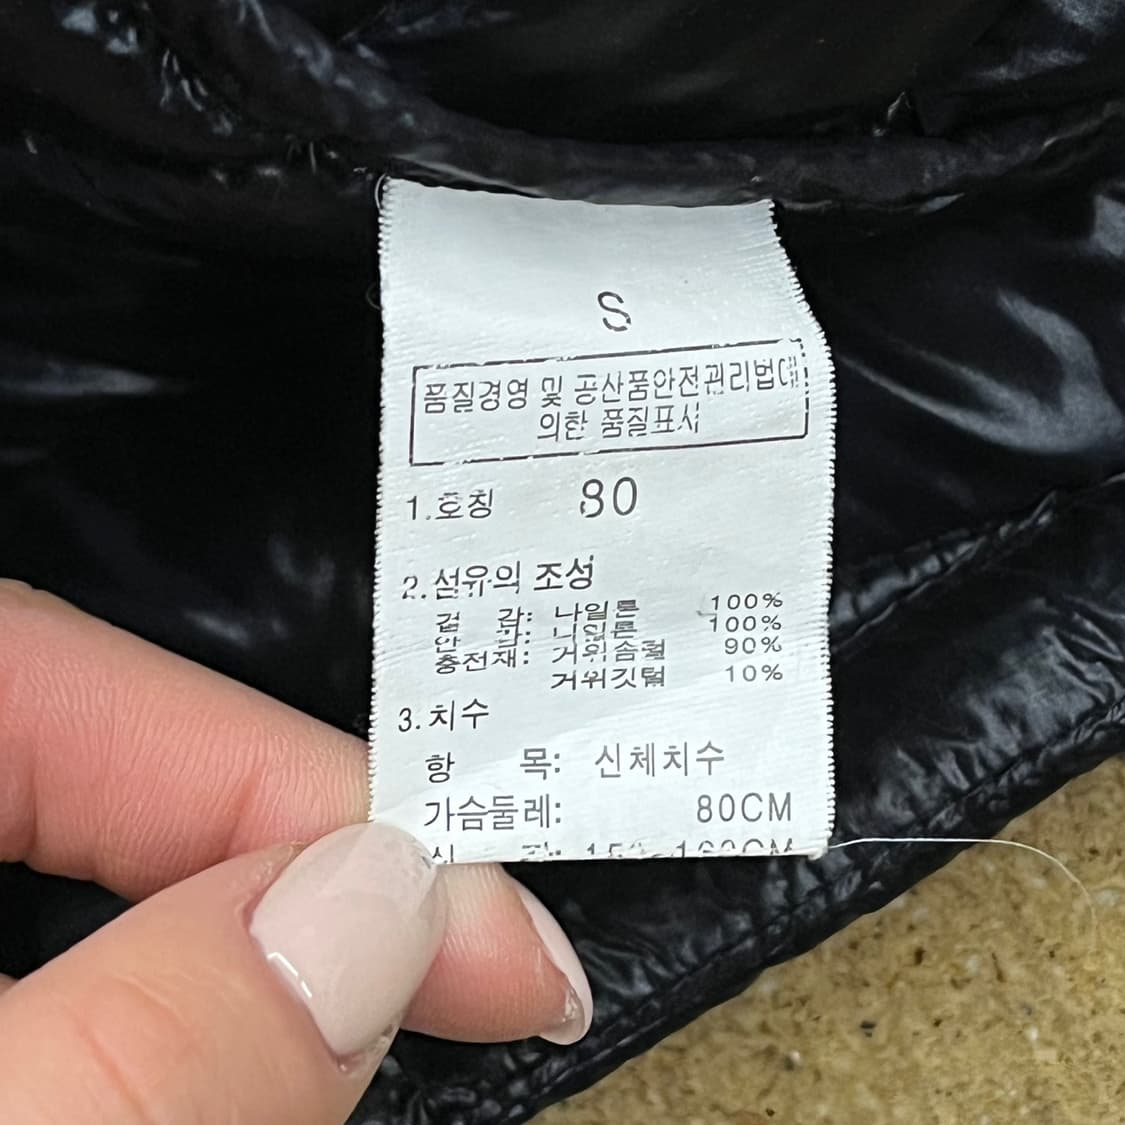 S
품질경영 및 공산품안전관리법에
의한 품질표시
1.호칭 80
2.섬유의 조성
겉 감: 나일론 100%
안 감: 나일론 100%
충전재: 거위솜털 90%
거위깃털 10%
3.치수
항 목: 신체치수
가슴둘레: 80CM